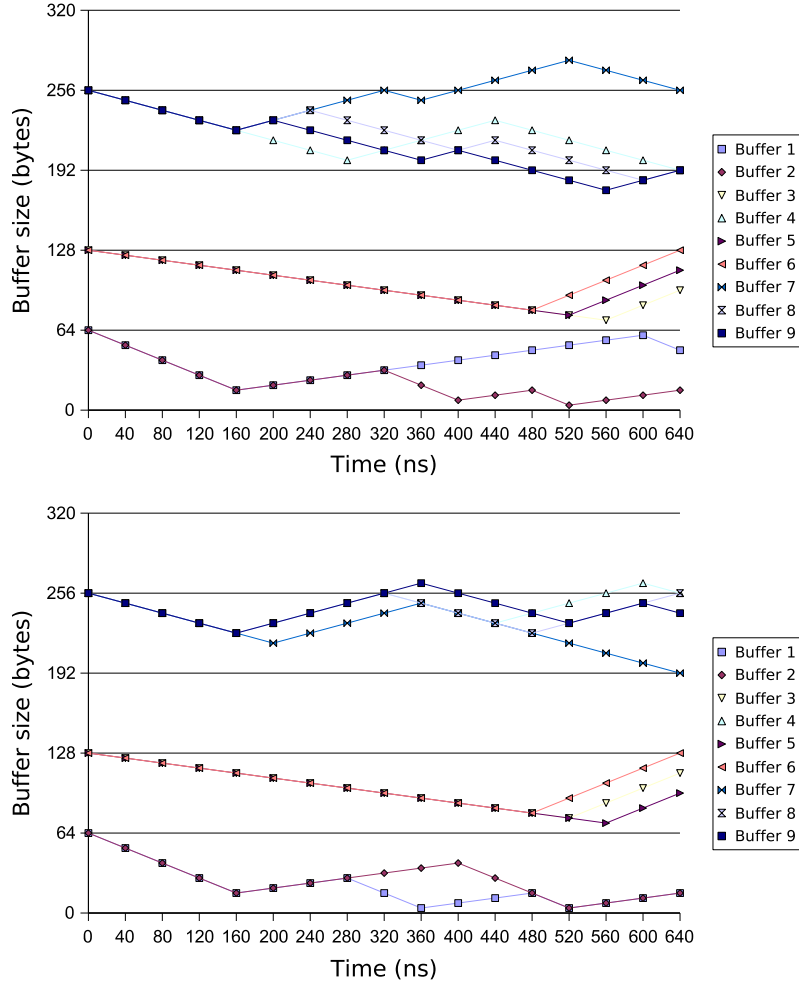 320
256
192
128
64
0
Buffer size (bytes)
0 40 80 120 160 200 240 280 320 360 400 440 480 520 560 600 640
Time (ns)
Buffer 1
Buffer 2
Buffer 3
Buffer 4
Buffer 5
Buffer 6
Buffer 7
Buffer 8
Buffer 9
320
256
192
128
64
0
Buffer size (bytes)
0 40 80 120 160 200 240 280 320 360 400 440 480 520 560 600 640
Time (ns)
Buffer 1
Buffer 2
Buffer 3
Buffer 4
Buffer 5
Buffer 6
Buffer 7
Buffer 8
Buffer 9